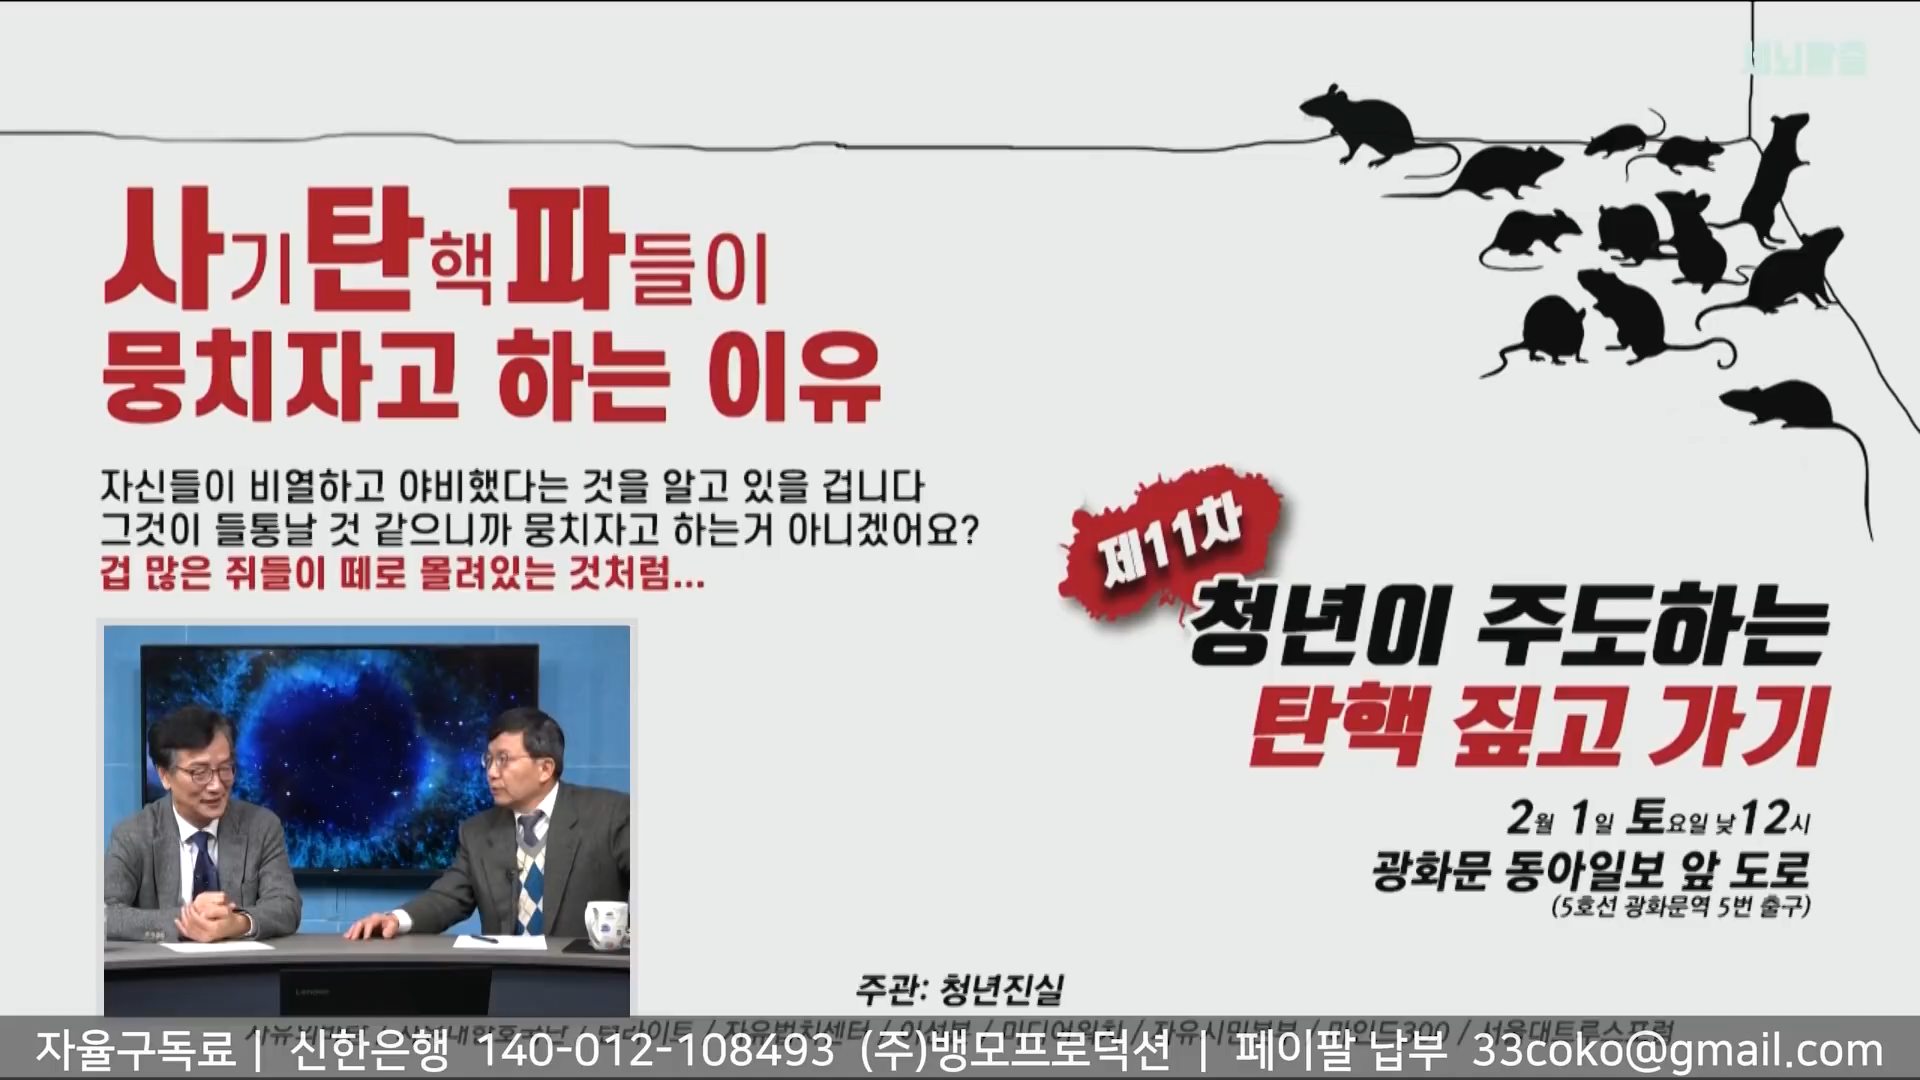 세뇌탈출
사기탄핵파들이
뭉치자고 하는 이유
자신들이 비열하고 야비했다는 것을 알고 있을 겁니다
그것이 들통날 것 같으니까 뭉치자고 하는거 아니겠어요?
겁 많은 쥐들이 떼로 몰려있는 것처럼...
제11차
청년이 주도하는
탄핵 짚고 가기
2월 1일 토요일 낮12시
광화문 동아일보 앞 도로
(5호선 광화문역 5번 출구)
Lenovo
주관: 청년진실
자율구독료 | 신한은행 140-012-108493 (주)뱅모프로덕션 | 페이팔 납부 33coko@gmail.com